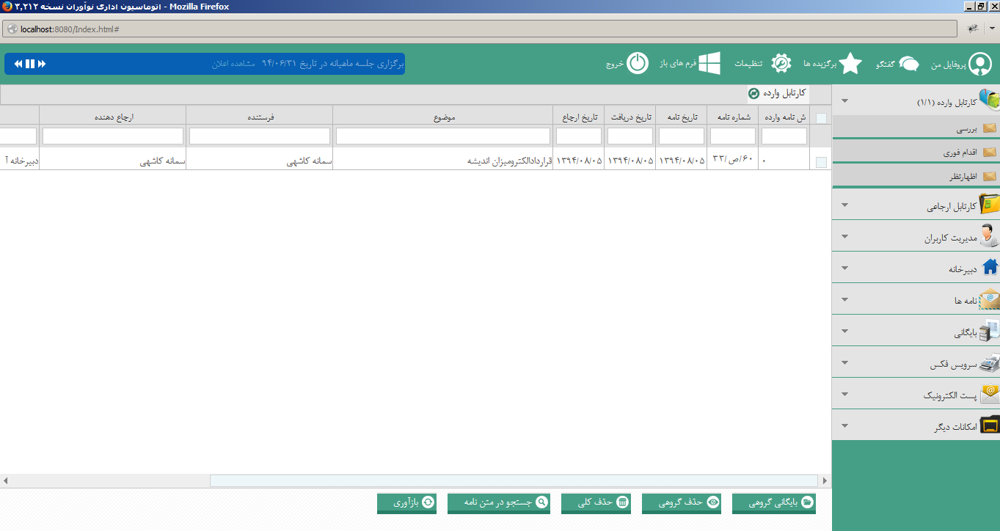 اتوماسیون اداری نوآوران نسخه ۳,۲۱۲ - Mozilla Firefox
localhost:8080/Index.html#
پروفایل من
گفتگو
برگزیده ها
تنظیمات
فرم های باز
خروج
برگزاری جلسه ماهیانه در تاریخ ۹۴/۰۶/۳۱ مشاهده اعلان
کارتابل وارده (۱/۱)
بررسی
اقدام فوری
اظهارنظر
کارتابل ارجاعی
مدیریت کاربران
دبیرخانه
نامه ها
بایگانی
سرویس فکس
پست الکترونیک
امکانات دیگر
کارتابل وارده
ش نامه وارده شماره نامه تاریخ نامه تاریخ دریافت تاریخ ارجاع موضوع فرستنده ارجاع دهنده
۰ ۶۰/ص/۳۳ ۱۳۹۴/۰۸/۰۵ ۱۳۹۴/۰۸/۰۵ ۱۳۹۴/۰۸/۰۵ قراردادالکترومیزان اندیشه سمانه کاشهی سمانه کاشهی دبیرخانه آ
بایگانی گروهی
حذف گروهی
حذف کلی
جستجو در متن نامه
بازآوری